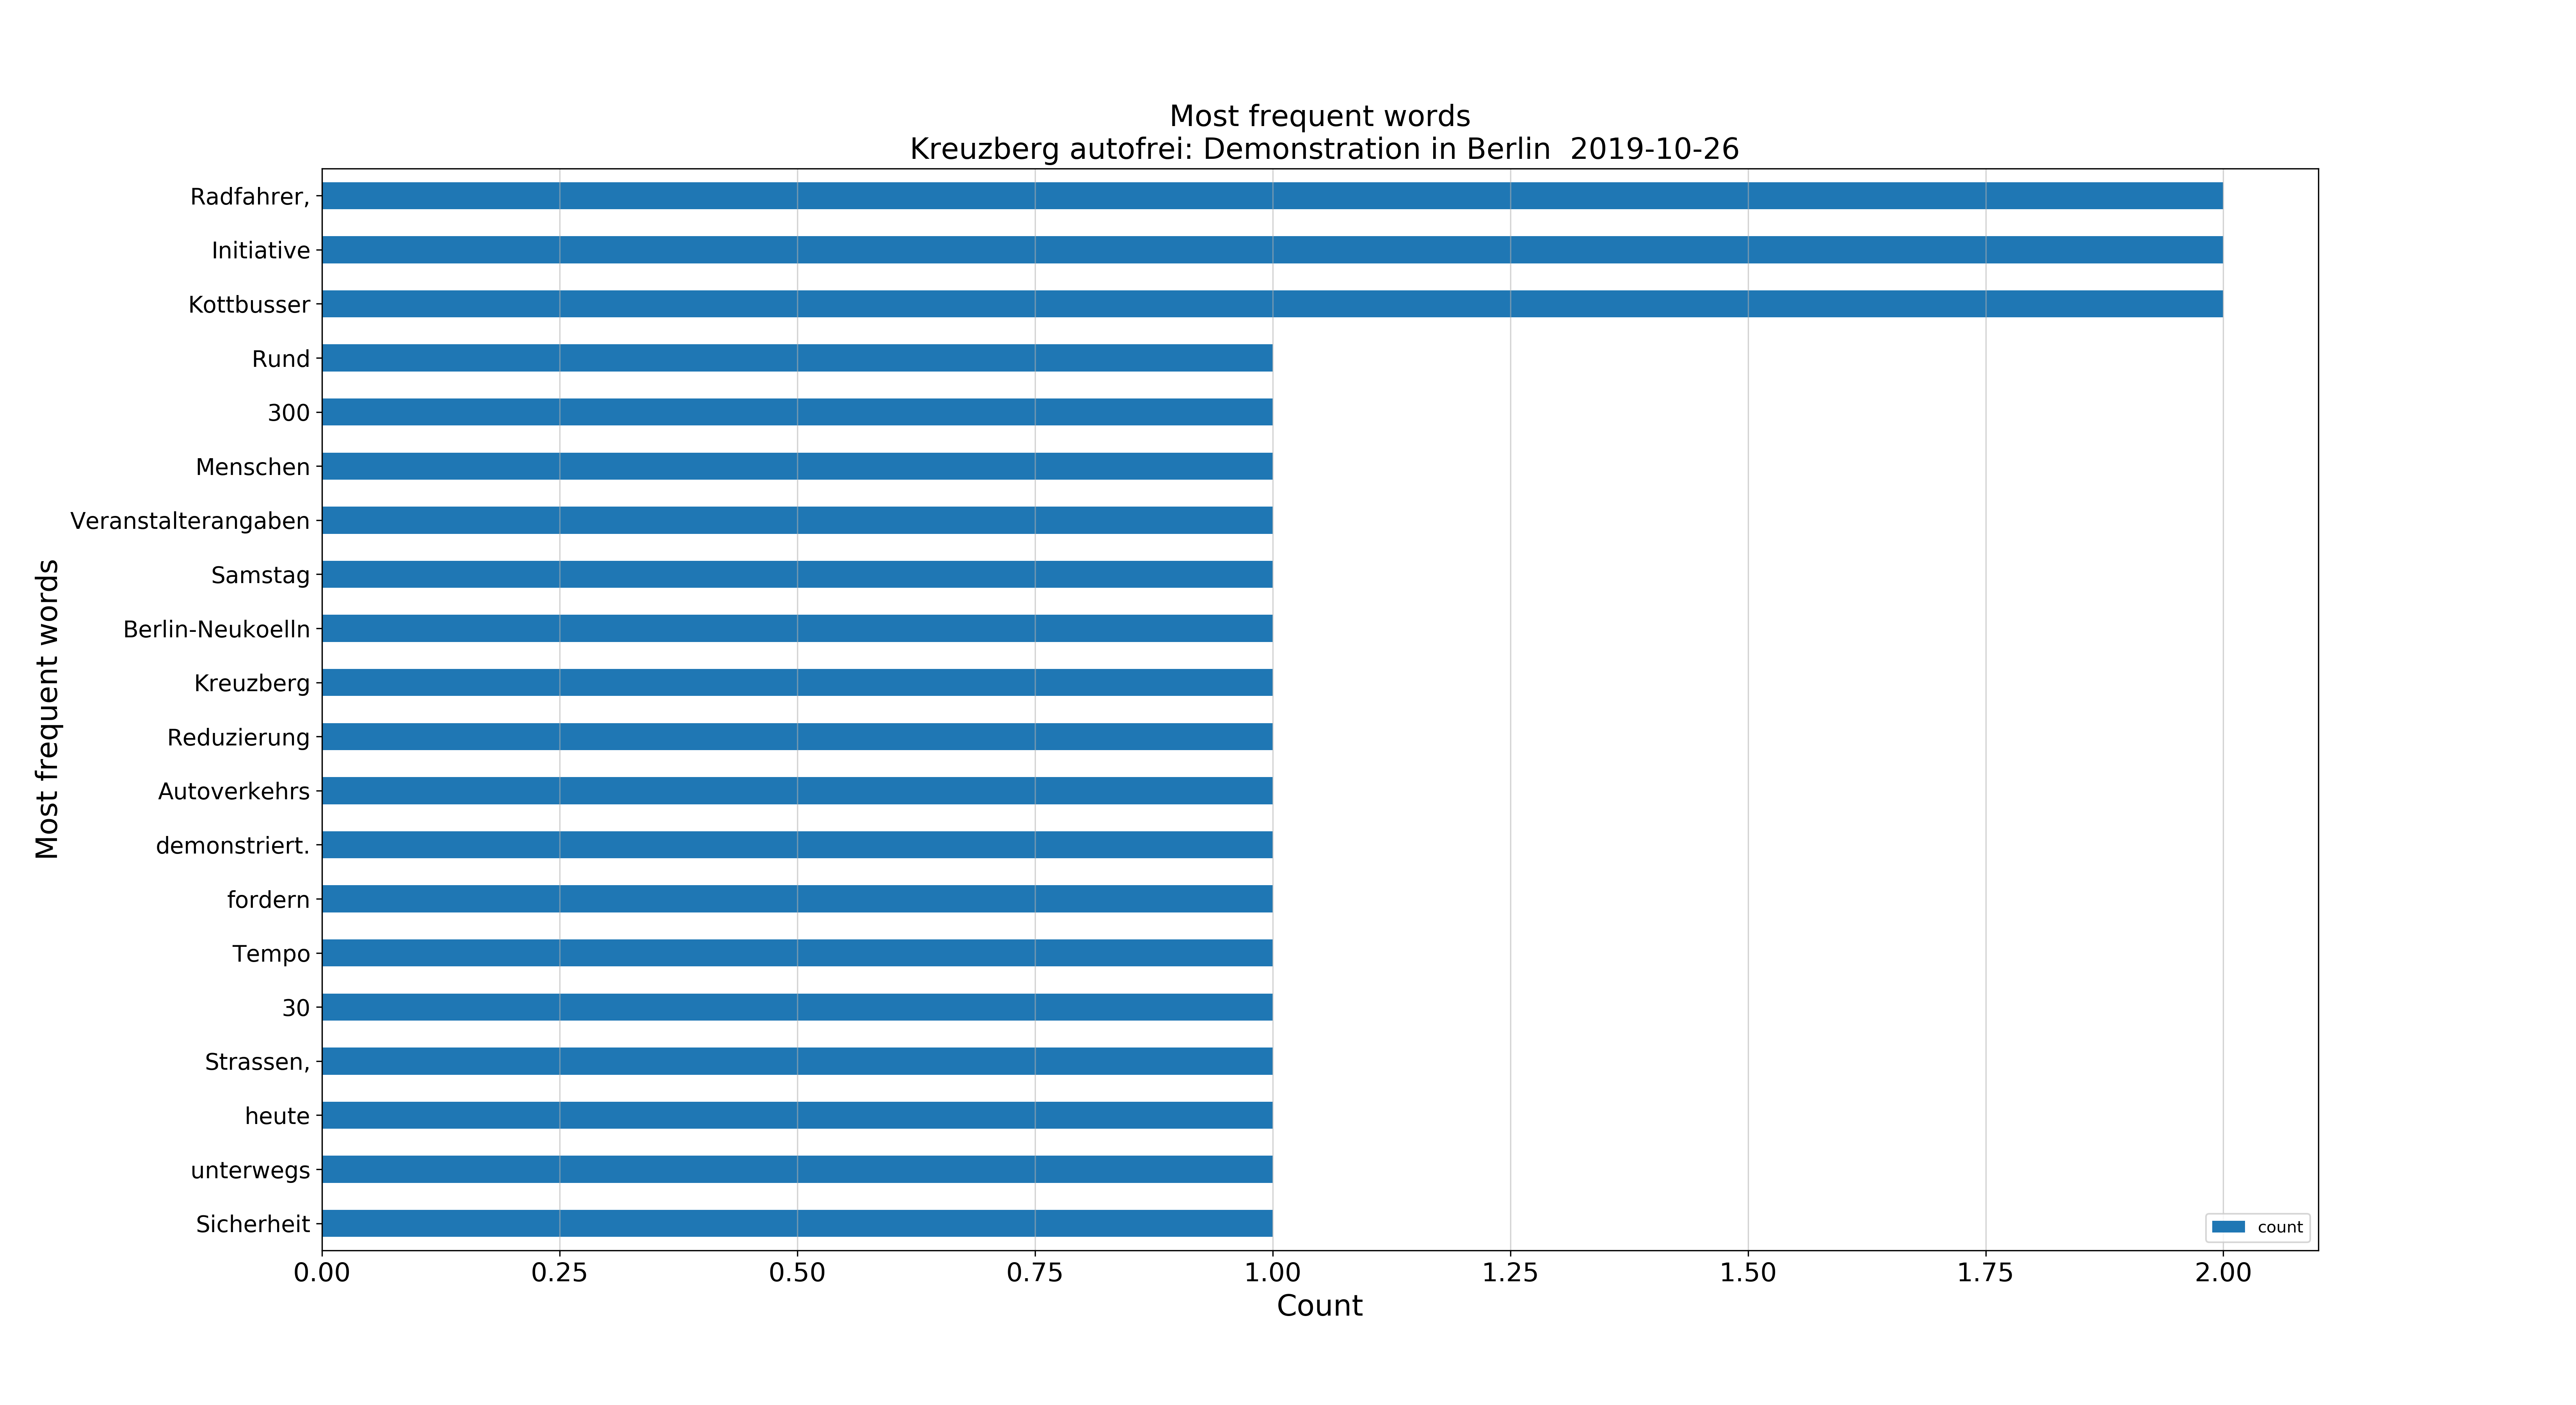 Most frequent words
Kreuzberg autofrei: Demonstration in Berlin  2019-10-26
Most frequent words
Radfahrer,
Initiative
Kottbusser
Rund
300
Menschen
Veranstalterangaben
Samstag
Berlin-Neukoelln
Kreuzberg
Reduzierung
Autoverkehrs
demonstriert.
fordern
Tempo
30
Strassen,
heute
unterwegs
Sicherheit
count
0.00 0.25 0.50 0.75 1.00 1.25 1.50 1.75 2.00
Count